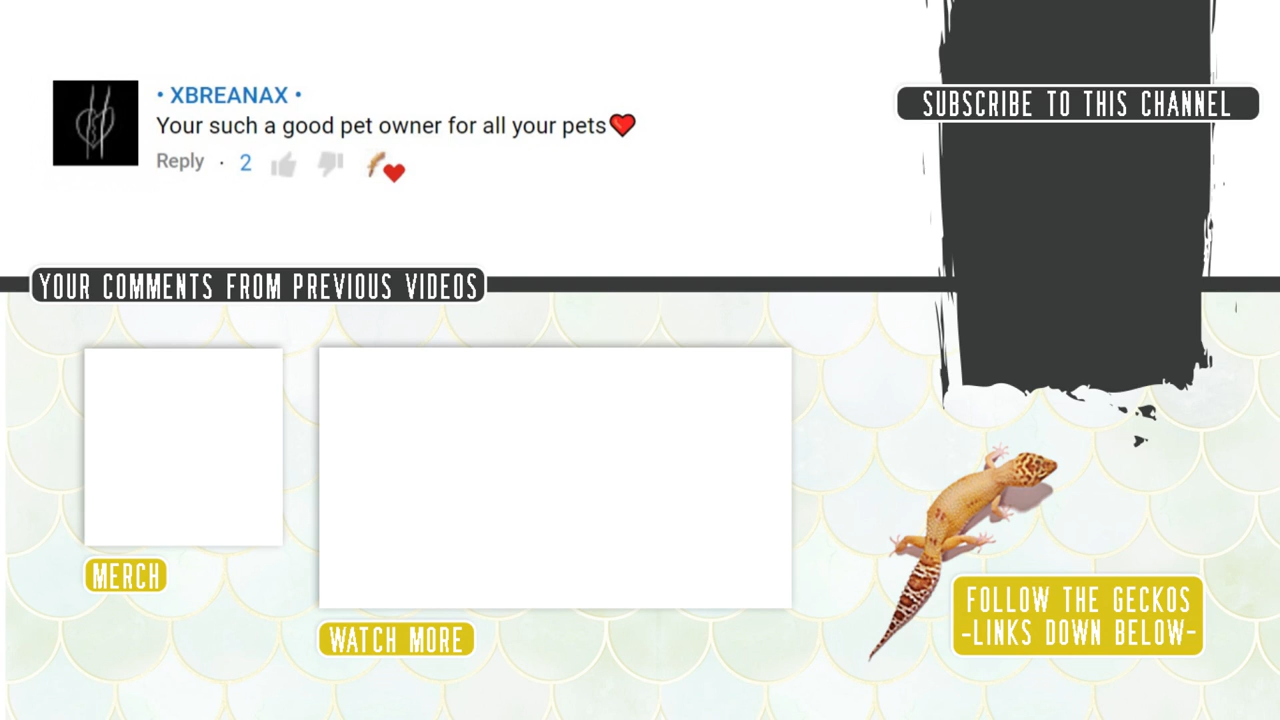 • XBREANAX •
Your such a good pet owner for all your pets❤️
Reply · 2
SUBSCRIBE TO THIS CHANNEL
YOUR COMMENTS FROM PREVIOUS VIDEOS
MERCH
WATCH MORE
FOLLOW THE GECKOS
-LINKS DOWN BELOW-